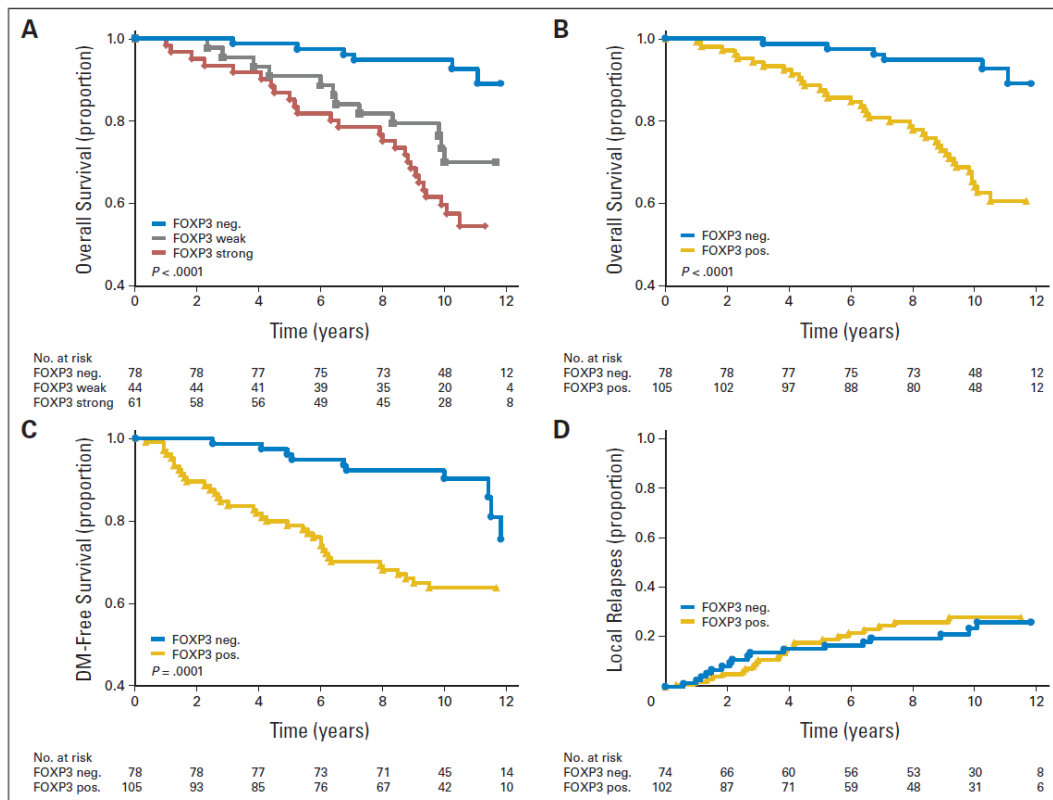 A
Overall Survival (proportion)
1.0
0.8
0.6
0.4
FOXP3 neg.
FOXP3 weak
FOXP3 strong
P < .0001
0 2 4 6 8 10 12
Time (years)
No. at risk
FOXP3 neg. 78 78 77 75 73 48 12
FOXP3 weak 44 44 41 39 35 20 4
FOXP3 strong 61 58 56 49 45 28 8
B
Overall Survival (proportion)
1.0
0.8
0.6
0.4
FOXP3 neg.
FOXP3 pos.
P < .0001
0 2 4 6 8 10 12
Time (years)
No. at risk
FOXP3 neg. 78 78 77 75 73 48 12
FOXP3 pos. 105 102 97 88 80 48 12
C
DM-Free Survival (proportion)
1.0
0.8
0.6
0.4
FOXP3 neg.
FOXP3 pos.
P = .0001
0 2 4 6 8 10 12
Time (years)
No. at risk
FOXP3 neg. 78 78 77 73 71 45 14
FOXP3 pos. 105 93 85 76 67 42 10
D
Local Relapses (proportion)
1.0
0.8
0.6
0.4
0.2
FOXP3 neg.
FOXP3 pos.
0 2 4 6 8 10 12
Time (years)
No. at risk
FOXP3 neg. 74 66 60 56 53 30 8
FOXP3 pos. 102 87 71 59 48 31 6